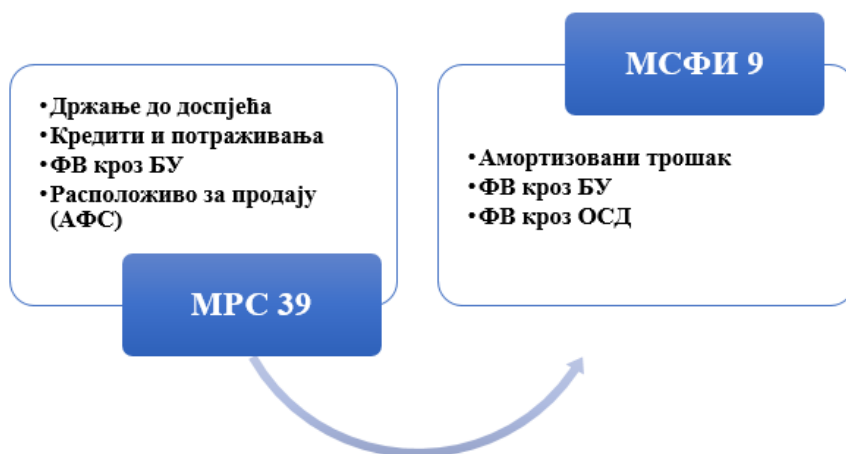 •Држање до доспјећа
•Кредити и потраживања
•ФВ кроз БУ
•Расположиво за продају
(АФС)
МРС 39
МСФИ 9
•Амортизовани трошак
•ФВ кроз БУ
•ФВ кроз ОСД